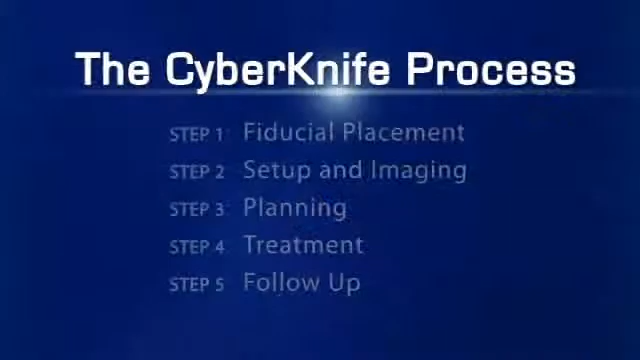 The CyberKnife Process
STEP 1 Fiducial Placement
STEP 2 Setup and Imaging
STEP 3 Planning
STEP 4 Treatment
STEP 5 Follow Up